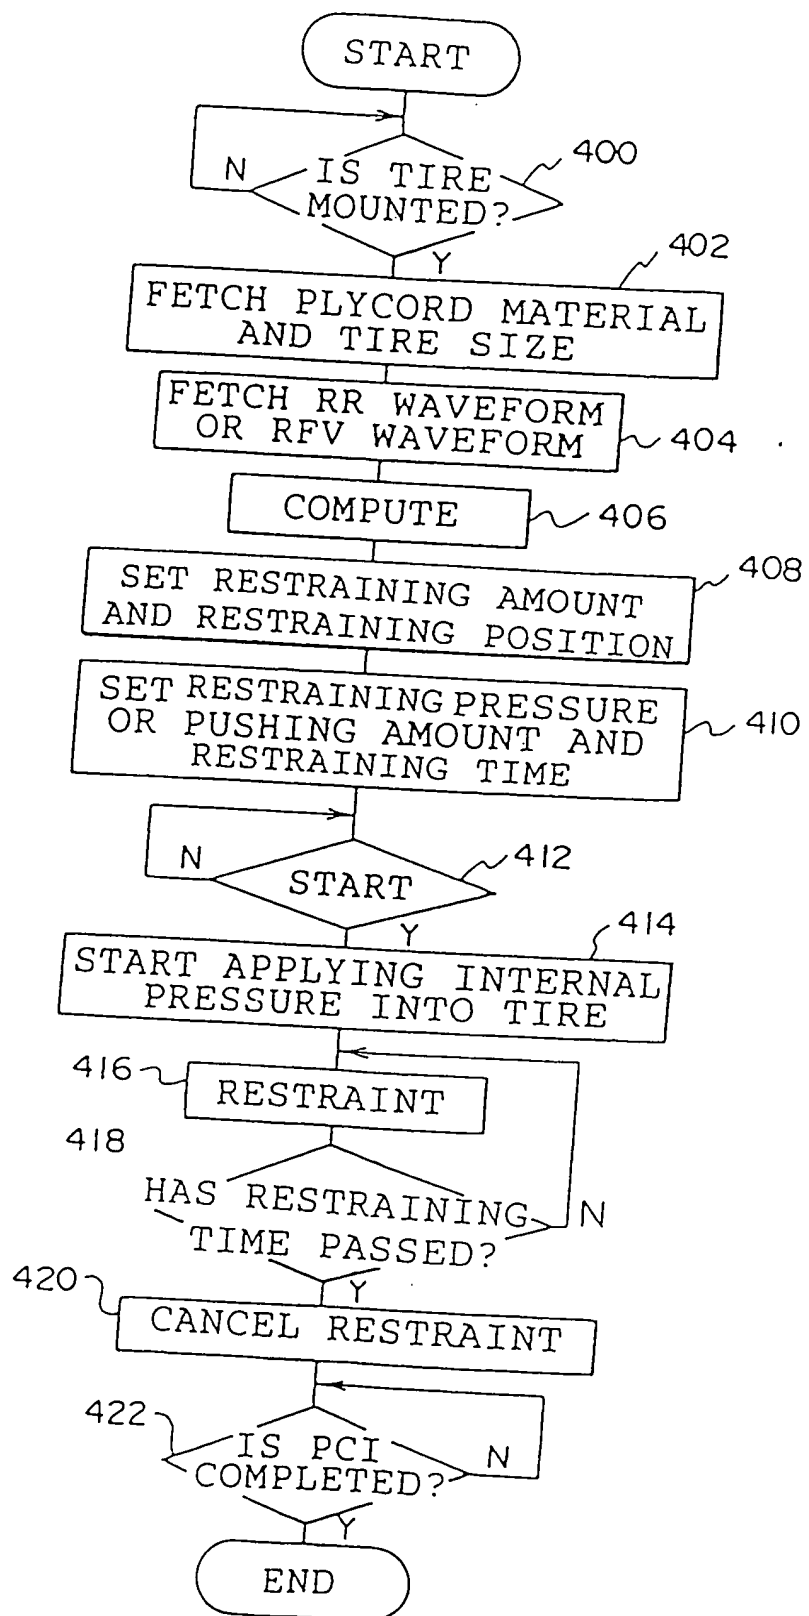 START
400
IS TIRE
N
MOUNTED?
Y
402
FETCH PLYCORD MATERIAL
AND TIRE SIZE
FETCH RR WAVEFORM
OR RFV WAVEFORM
404
COMPUTE
406
408
SET RESTRAINING AMOUNT
AND RESTRAINING POSITION
SET RESTRAINING PRESSURE
OR PUSHING AMOUNT AND
RESTRAINING TIME
410
N
412
START
Y
414
START APPLYING INTERNAL
PRESSURE INTO TIRE
416
RESTRAINT
418
HAS RESTRAINING
N
TIME PASSED?
Y
420
CANCEL RESTRAINT
422
IS PCI
N
COMPLETED?
Y
END